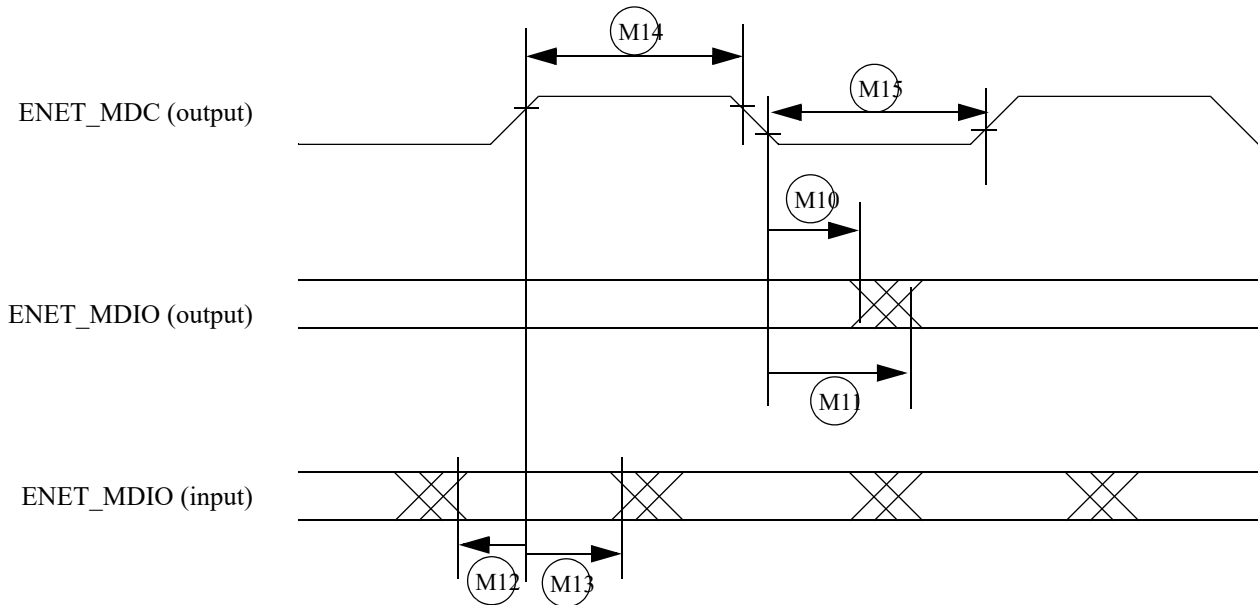 M14
ENET_MDC (output)
M15
M10
ENET_MDIO (output)
M11
ENET_MDIO (input)
M12
M13